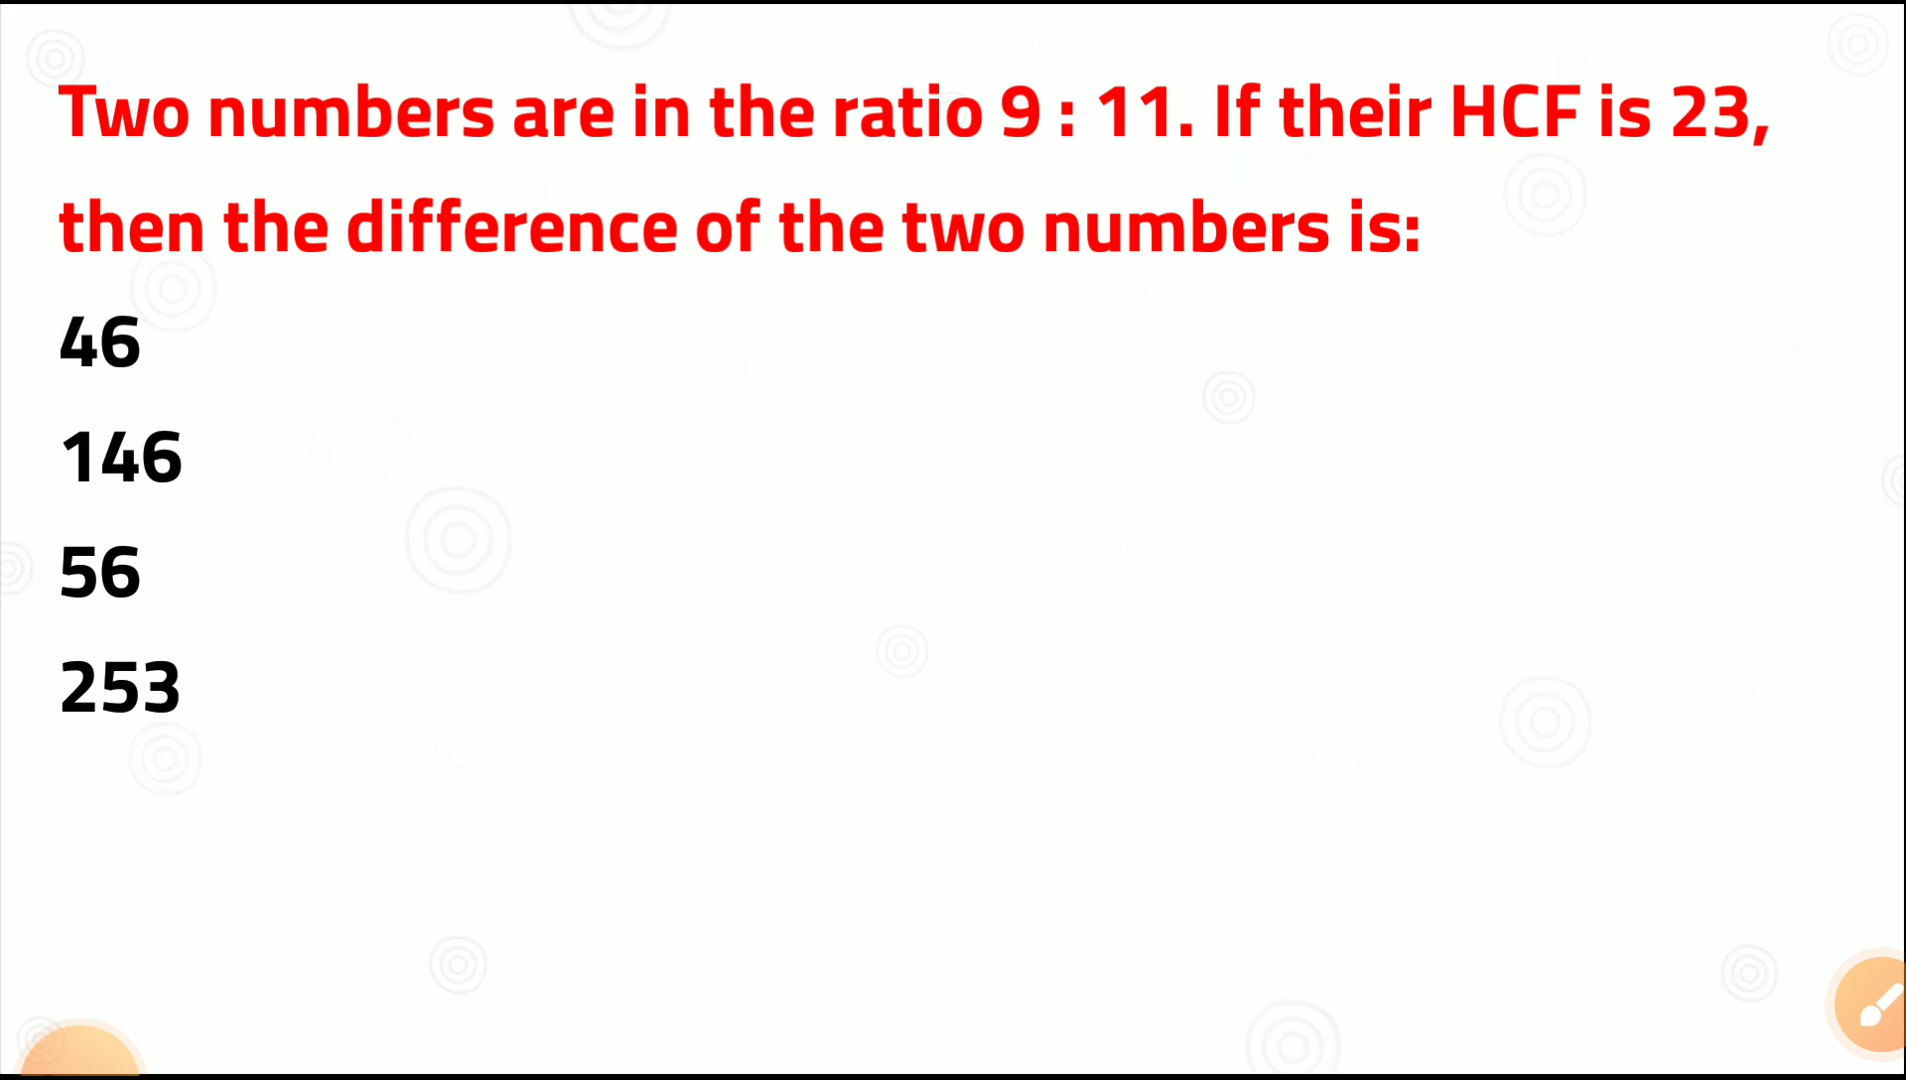 Two numbers are in the ratio 9 : 11. If their HCF is 23,
then the difference of the two numbers is:
46
146
56
253